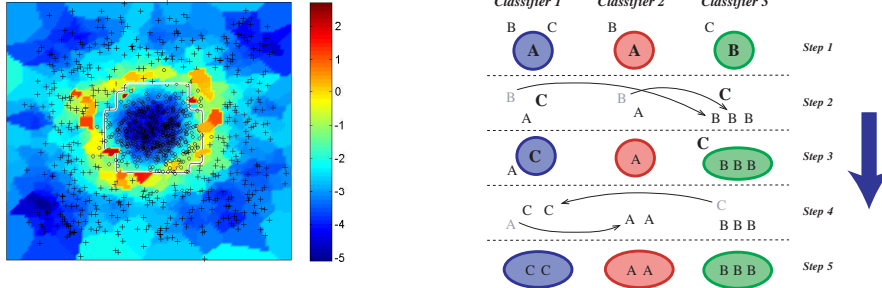 2
1
0
-1
-2
-3
-4
-5
Classifier 1 Classifier 2 Classifier 3
B C B C
A A B Step 1
B C B C Step 2
A A B B B
C C
A A B B B Step 3
C C C Step 4
A A A B B B
C C A A B B B Step 5